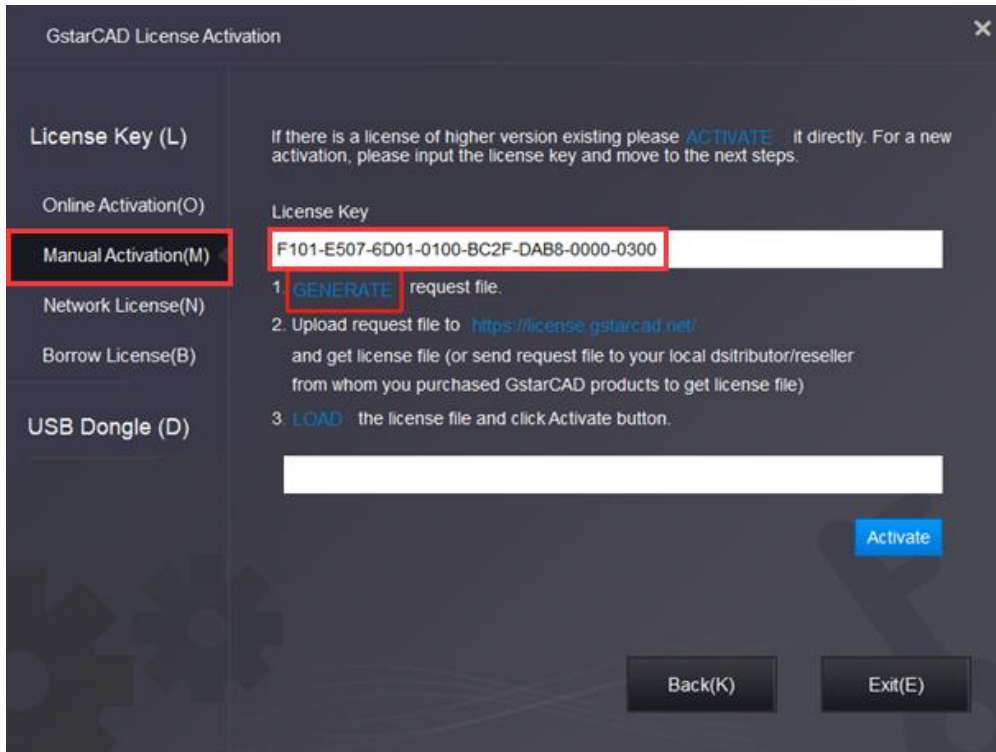 GstarCAD License Activation
License Key (L)
Online Activation(O)
Manual Activation(M)
Network License(N)
Borrow License(B)
USB Dongle (D)
If there is a license of higher version existing please ACTIVATE it directly. For a new
activation, please input the license key and move to the next steps.
License Key
F101-E507-6D01-0100-BC2F-DAB8-0000-0300
1. GENERATE request file.
2. Upload request file to https://license.gstarcad.net/
and get license file (or send request file to your local dsitributor/reseller
from whom you purchased GstarCAD products to get license file)
3. LOAD the license file and click Activate button.
Activate
Back(K)
Exit(E)